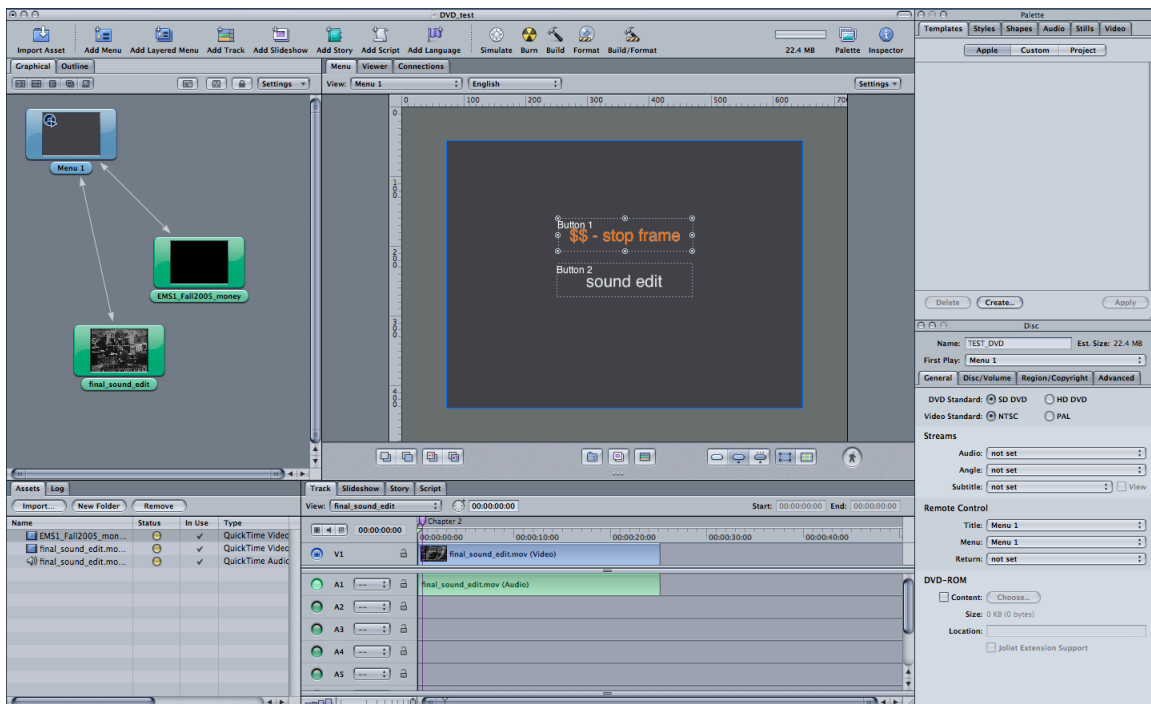 DVD_test
Import Asset Add Menu Add Layered Menu Add Track Add Slideshow Add Story Add Script Add Language Simulate Burn Build Format Build/Format 22.4 MB Palette Inspector
Graphical Outline
Settings
Menu 1
EMS1_Fall2005_money
final_sound_edit
Menu Viewer Connections
View: Menu 1 English Settings
0 100 200 300 400 500 600 70
0
100
200
300
400
Button 1
$$ - stop frame
Button 2
sound edit
Palette
Templates Styles Shapes Audio Stills Video
Apple Custom Project
Delete Create... Apply
Disc
Name: TEST_DVD Est. Size: 22.4 MB
First Play: Menu 1
General Disc/Volume Region/Copyright Advanced
DVD Standard: SD DVD HD DVD
Video Standard: NTSC PAL
Streams
Audio: not set
Angle: not set
Subtitle: not set View
Remote Control
Title: Menu 1
Menu: Menu 1
Return: not set
DVD-ROM
Content: Choose...
Size: 0 KB (0 bytes)
Location:
Joliet Extension Support
Assets Log
Import... New Folder Remove
Name Status In Use Type
EMS1_Fall2005_mon... QuickTime Video
final_sound_edit.mo... QuickTime Video
final_sound_edit.mo... QuickTime Audio
Track Slideshow Story Script
View: final_sound_edit 00:00:00:00 Start: 00:00:00:00 End: 00:00:00:00
Chapter 2
00:00:00:00 00:00:00:00 00:00:10:00 00:00:20:00 00:00:30:00 00:00:40:00
V1 final_sound_edit.mov (Video)
A1 -- final_sound_edit.mov (Audio)
A2 --
A3 --
A4 --
A5 --